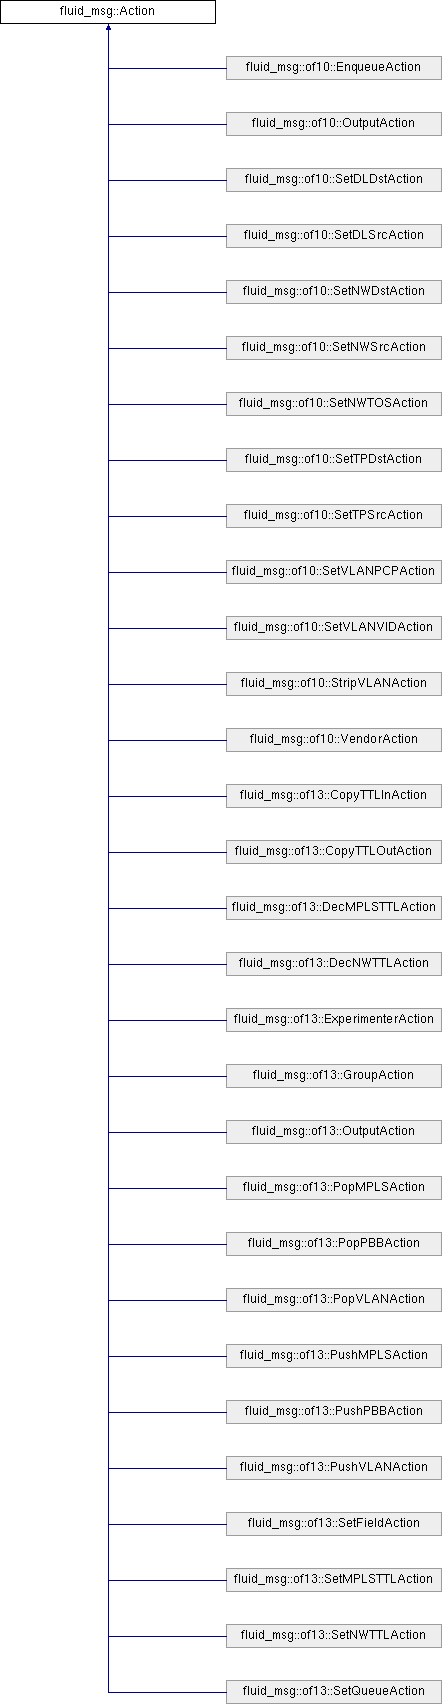 fluid_msg::Action
fluid_msg::of10::EnqueueAction
fluid_msg::of10::OutputAction
fluid_msg::of10::SetDLDstAction
fluid_msg::of10::SetDLSrcAction
fluid_msg::of10::SetNWDstAction
fluid_msg::of10::SetNWSrcAction
fluid_msg::of10::SetNWTOSAction
fluid_msg::of10::SetTPDstAction
fluid_msg::of10::SetTPSrcAction
fluid_msg::of10::SetVLANPCPAction
fluid_msg::of10::SetVLANVIDAction
fluid_msg::of10::StripVLANAction
fluid_msg::of10::VendorAction
fluid_msg::of13::CopyTTLInAction
fluid_msg::of13::CopyTTLOutAction
fluid_msg::of13::DecMPLSTTLAction
fluid_msg::of13::DecNWTTLAction
fluid_msg::of13::ExperimenterAction
fluid_msg::of13::GroupAction
fluid_msg::of13::OutputAction
fluid_msg::of13::PopMPLSAction
fluid_msg::of13::PopPBBAction
fluid_msg::of13::PopVLANAction
fluid_msg::of13::PushMPLSAction
fluid_msg::of13::PushPBBAction
fluid_msg::of13::PushVLANAction
fluid_msg::of13::SetFieldAction
fluid_msg::of13::SetMPLSTTLAction
fluid_msg::of13::SetNWTTLAction
fluid_msg::of13::SetQueueAction